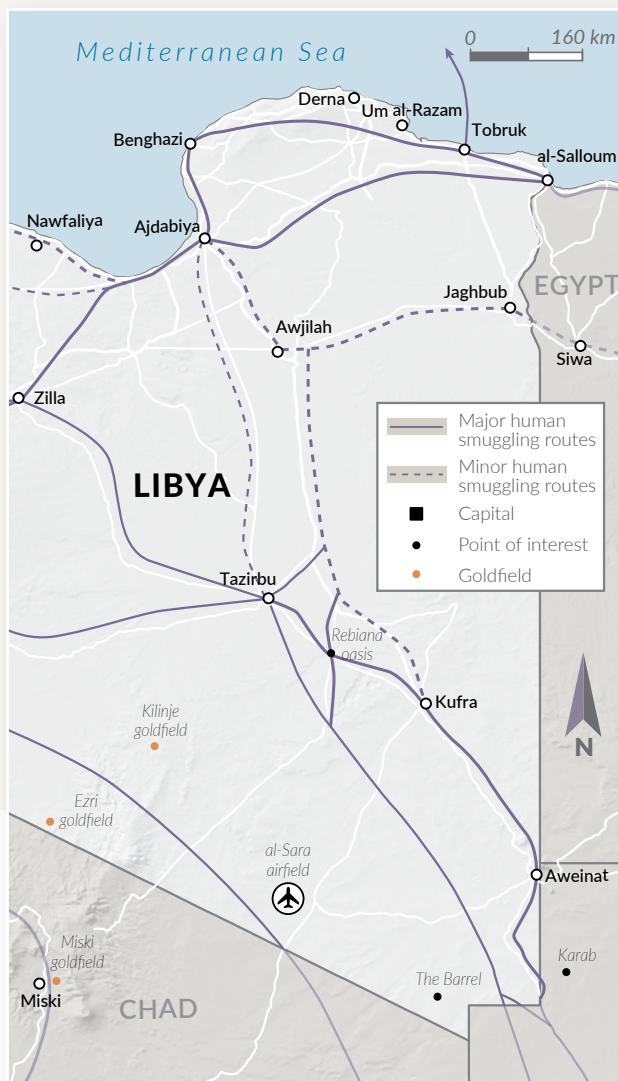 Mediterranean Sea
0
160 km
Derna
Um al-Razam
Benghazi
Tobruk
al-Salloum
Nawfaliya
Ajdabiya
EGYPT
Jaghbub
Awjilah
Siwa
Zilla
Major human
smuggling routes
Minor human
smuggling routes
Capital
Point of interest
Goldfield
LIBYA
Tazirbu
Rebiana
oasis
Kufra
N
Kilinje
goldfield
Ezri
goldfield
al-Sara
airfield
Aweinat
Miski
goldfield
Karab
The Barrel
Miski
CHAD